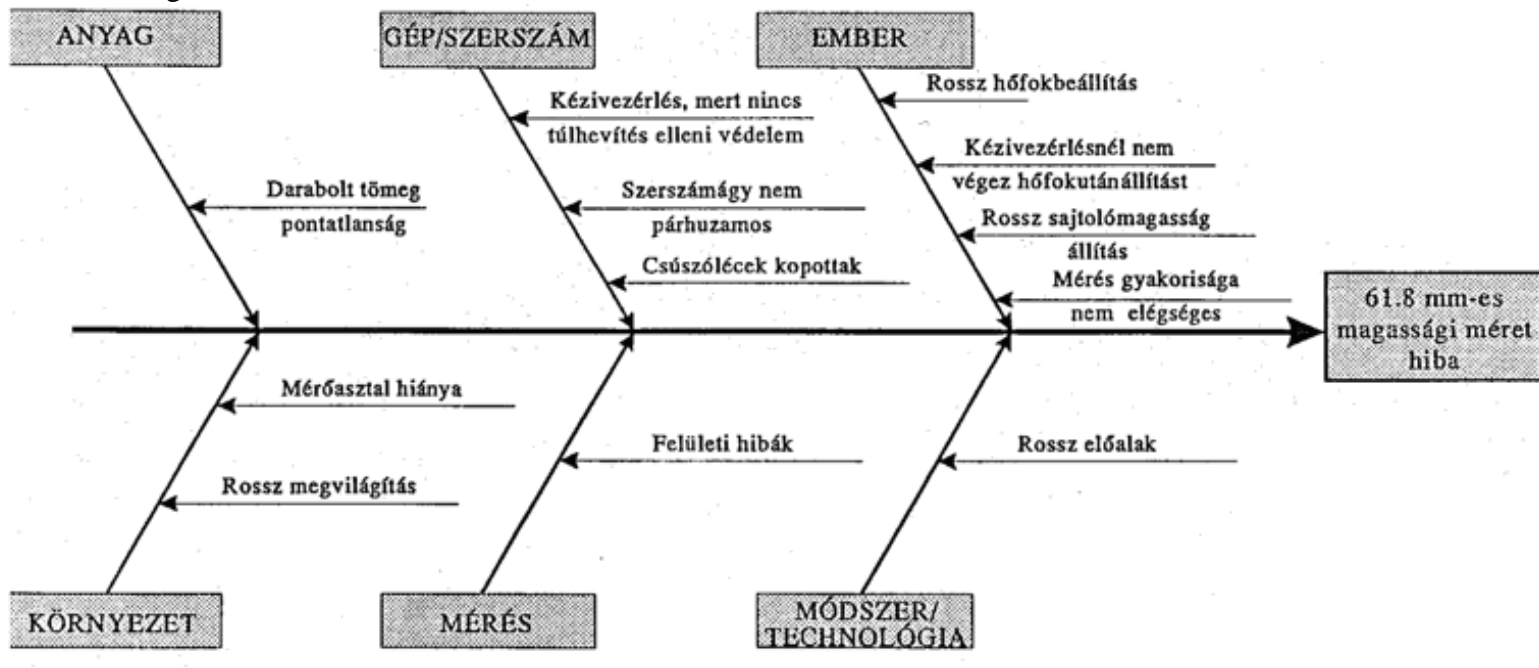 ANYAG
GÉP/SZERSZÁM
EMBER
Rossz hőfokbeállítás
Kézivezérlés, mert nincs
túlhevítés elleni védelem
Kézivezérlésnél nem
végez hőfokutánállítást
Darabolt tömeg
pontatlanság
Szerszámágy nem
párhuzamos
Rossz sajtolómagasság
állítás
Csúszólécek kopottak
Mérés gyakorisága
nem elégséges
61.8 mm-es
magassági méret
hiba
Mérőasztal hiánya
Felületi hibák
Rossz előalak
Rossz megvilágítás
KÖRNYEZET
MÉRÉS
MÓDSZER/
TECHNOLÓGIA